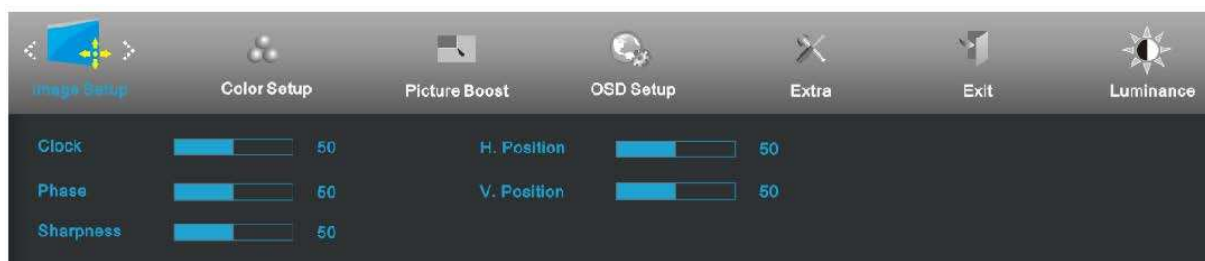 Image Setup
Color Setup
Picture Boost
OSD Setup
Extra
Exit
Luminance
Clock 50 H. Position 50
Phase 50 V. Position 50
Sharpness 50